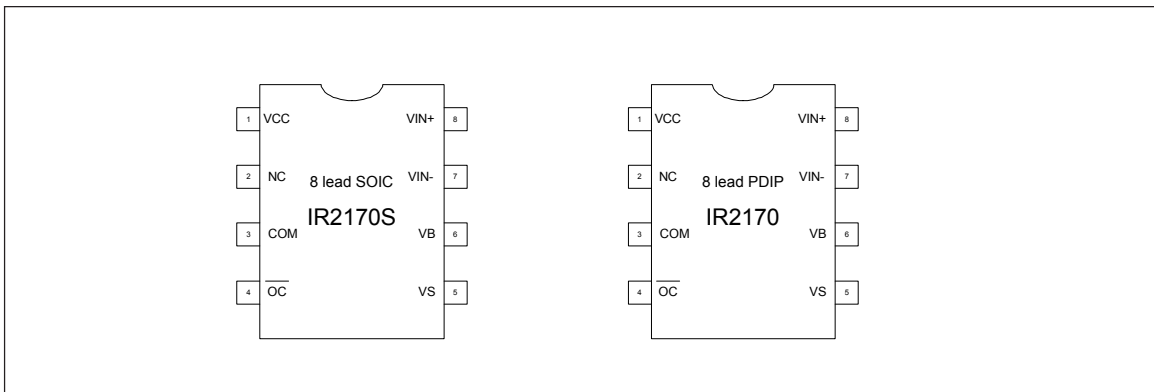 1 VCC VIN+ 8
2 NC 8 lead SOIC VIN- 7
IR2170S
3 COM VB 6
4 OC VS 5
1 VCC VIN+ 8
2 NC 8 lead PDIP VIN- 7
IR2170
3 COM VB 6
4 OC VS 5